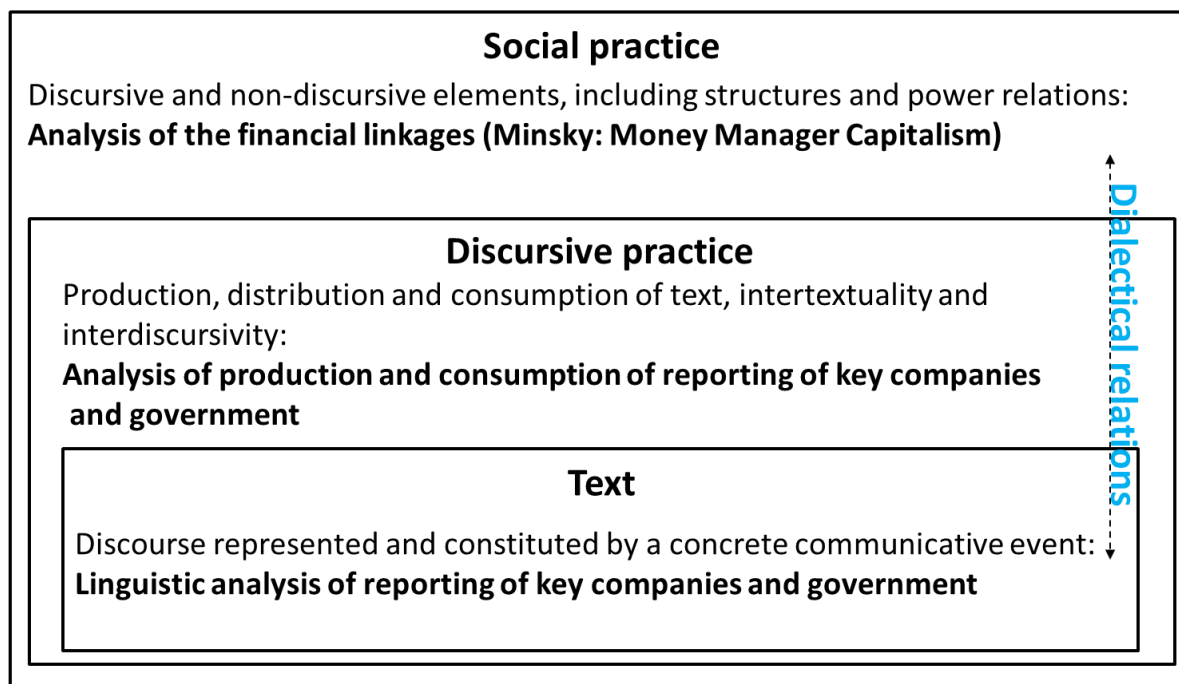 Social practice
Discursive and non-discursive elements, including structures and power relations:
Analysis of the financial linkages (Minsky: Money Manager Capitalism)
Dialectical relations
Discursive practice
Production, distribution and consumption of text, intertextuality and
interdiscursivity:
Analysis of production and consumption of reporting of key companies
and government
Text
Discourse represented and constituted by a concrete communicative event:
Linguistic analysis of reporting of key companies and government